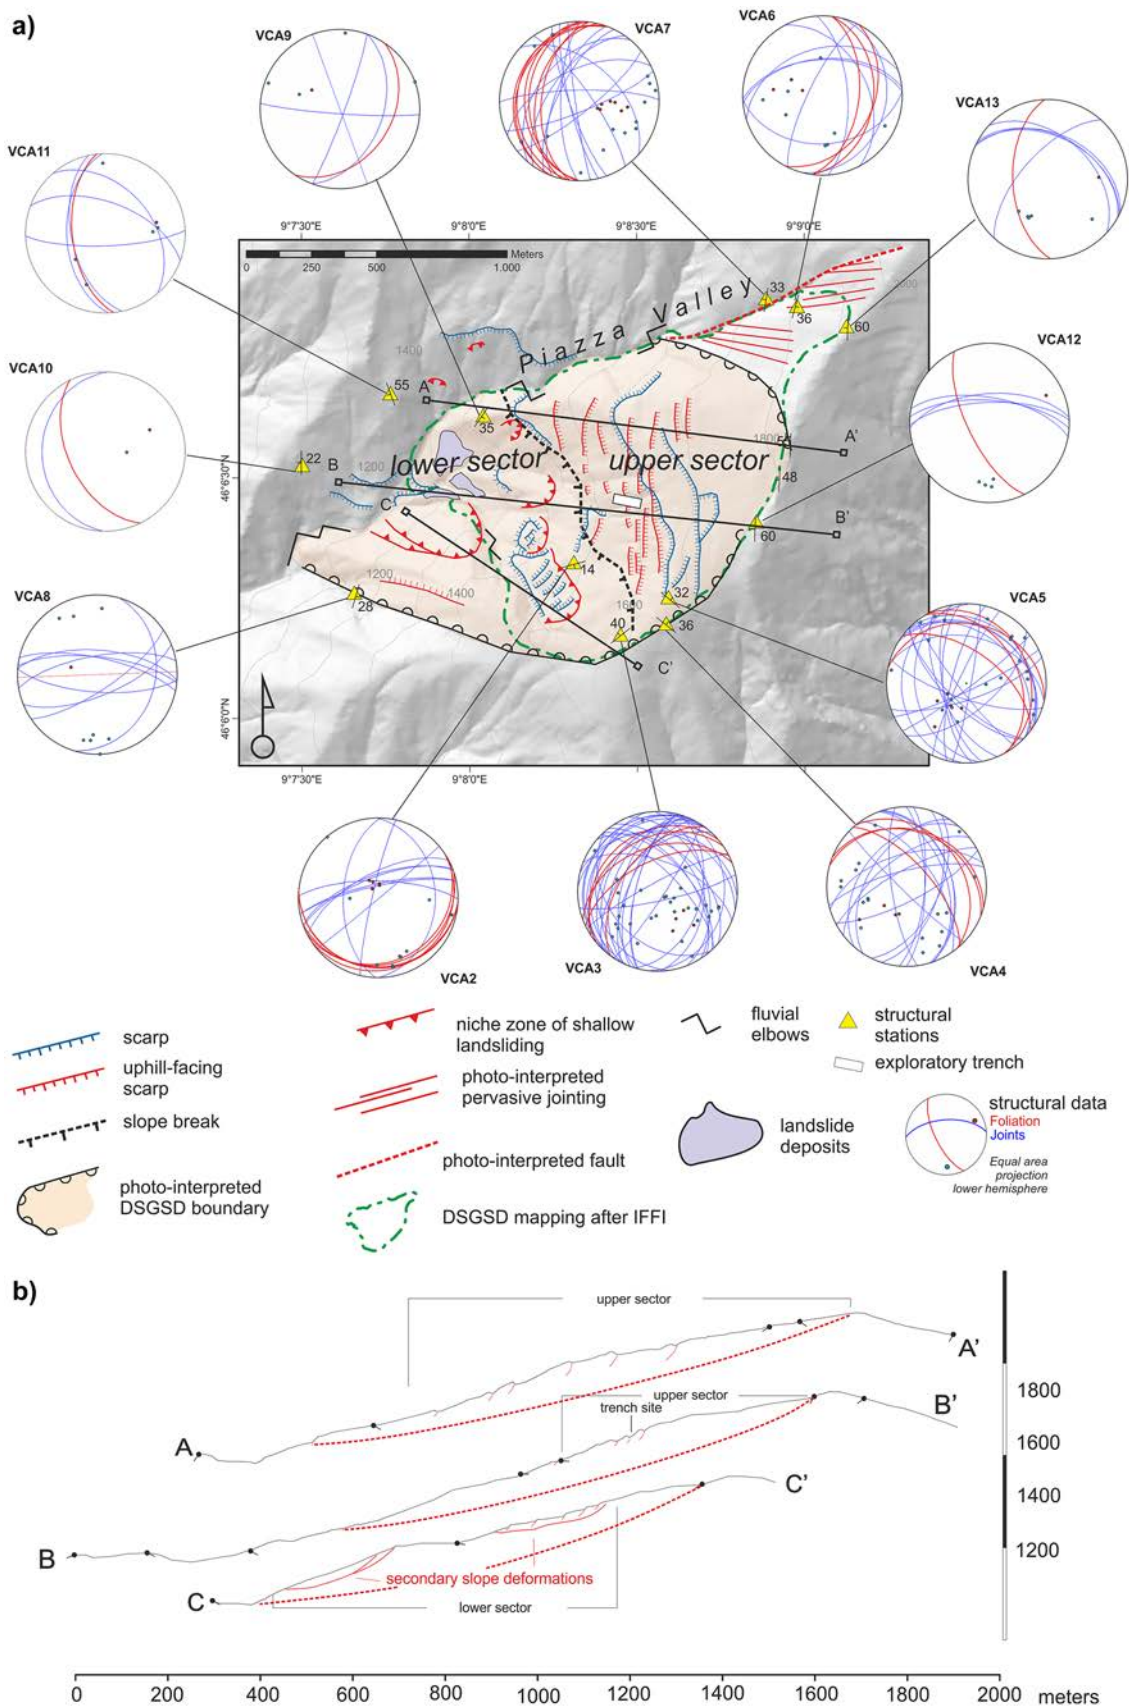 a)
VCA9
VCA7
VCA6
VCA13
VCA11
VCA12
VCA10
VCA8
VCA5
VCA2
VCA3
VCA4
9°7'30"E
9°8'0"E
9°8'30"E
9°9'0"E
0
250
500
1.000
Meters
Piazza Valley
33
36
60
1400
55
A
35
1800
A'
lower sector
upper sector
48
22
B
1200
46°6'30"N
C
B'
60
14
1200
1400
28
32
1600
40
36
C'
46°6'0"N
9°7'30"E
9°8'0"E
scarp
uphill-facing
scarp
slope break
photo-interpreted
DSGSD boundary
niche zone of shallow
landsliding
photo-interpreted
pervasive jointing
photo-interpreted fault
DSGSD mapping after IFFI
fluvial
elbows
structural
stations
exploratory trench
landslide
deposits
structural data
Foliation
Joints
Equal area
projection
lower hemisphere
b)
upper sector
A'
A
upper sector
trench site
B'
B
C'
secondary slope deformations
C
lower sector
1800
1600
1400
1200
0 200 400 600 800 1000 1200 1400 1600 1800 2000 meters